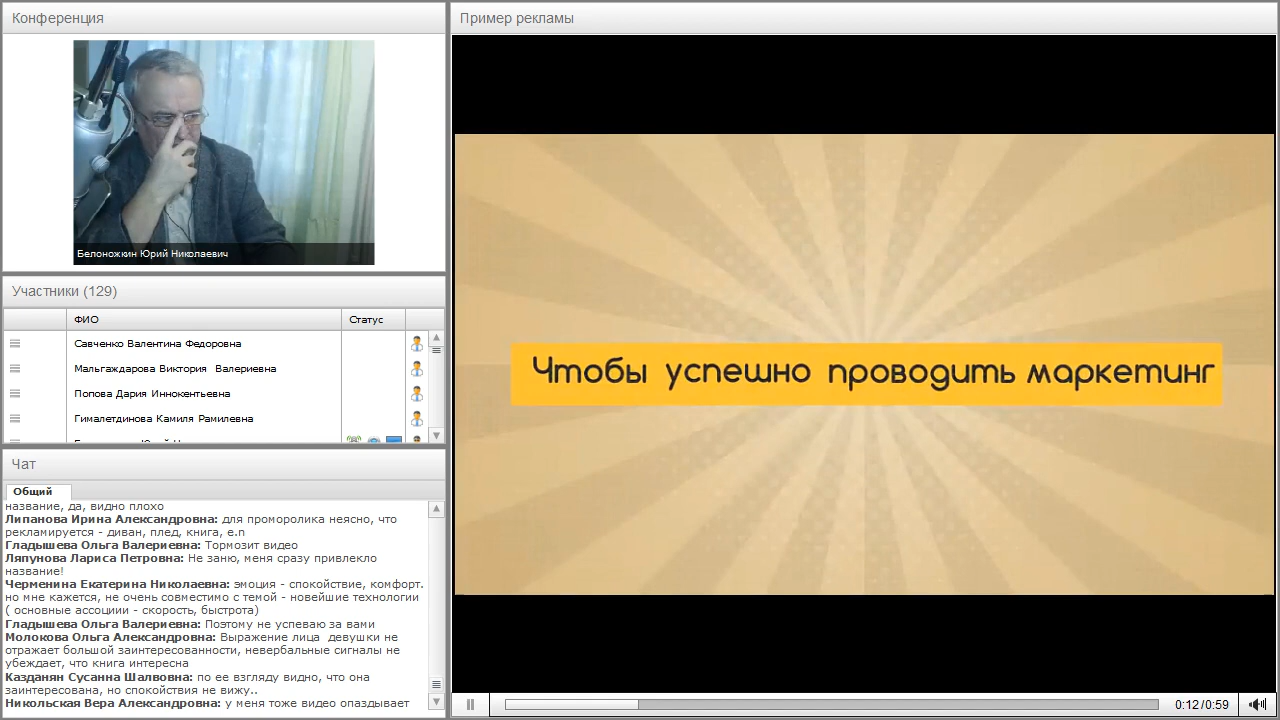 Конференция
Белоножкин Юрий Николаевич
Участники (129)
ФИО
Статус
Савченко Валентина Федоровна
Мальгаждарова Виктория Валериевна
Попова Дария Иннокентьевна
Гималетдинова Камиля Рамилевна
Чат
Общий
название, да, видно плохо
Липанова Ирина Александровна: для проморолика неясно, что
рекламируется - диван, плед, книга, e.n
Гладышева Ольга Валериевна: Тормозит видео
Ляпунова Лариса Петровна: Не заню, меня сразу привлекло
название!
Черменина Екатерина Николаевна: эмоция - спокойствие, комфорт.
но мне кажется, не очень совместимо с темой - новейшие технологии
( основные ассоциии - скорость, быстрота)
Гладышева Ольга Валериевна: Поэтому не успеваю за вами
Молокова Ольга Александровна: Выражение лица девушки не
отражает большой заинтересованности, невербальные сигналы не
убеждает, что книга интересна
Казданян Сусанна Шалвовна: по ее взгляду видно, что она
заинтересована, но спокойствия не вижу..
Никольская Вера Александровна: у меня тоже видео опаздывает
Пример рекламы
Чтобы успешно проводить маркетинг
0:12/0:59